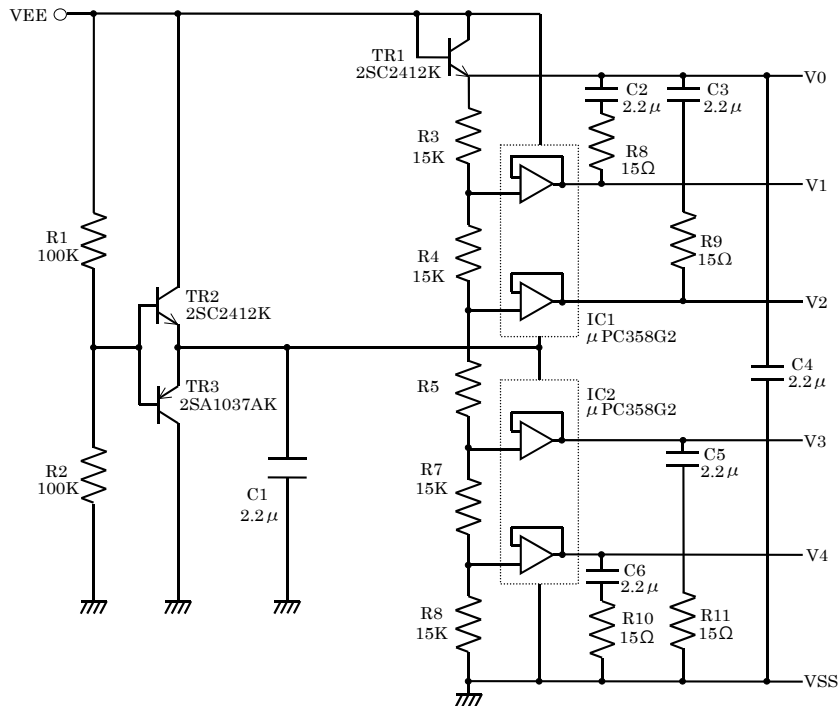 VEE
TR1
2SC2412K
V0
C2
2.2μ
C3
2.2μ
R3
15K
R8
15Ω
V1
R1
100K
R4
15K
R9
15Ω
TR2
2SC2412K
V2
IC1
μPC358G2
TR3
2SA1037AK
R5
C4
2.2μ
IC2
μPC358G2
V3
R2
100K
C1
2.2μ
R7
15K
C5
2.2μ
V4
C6
2.2μ
R8
15K
R10
15Ω
R11
15Ω
VSS